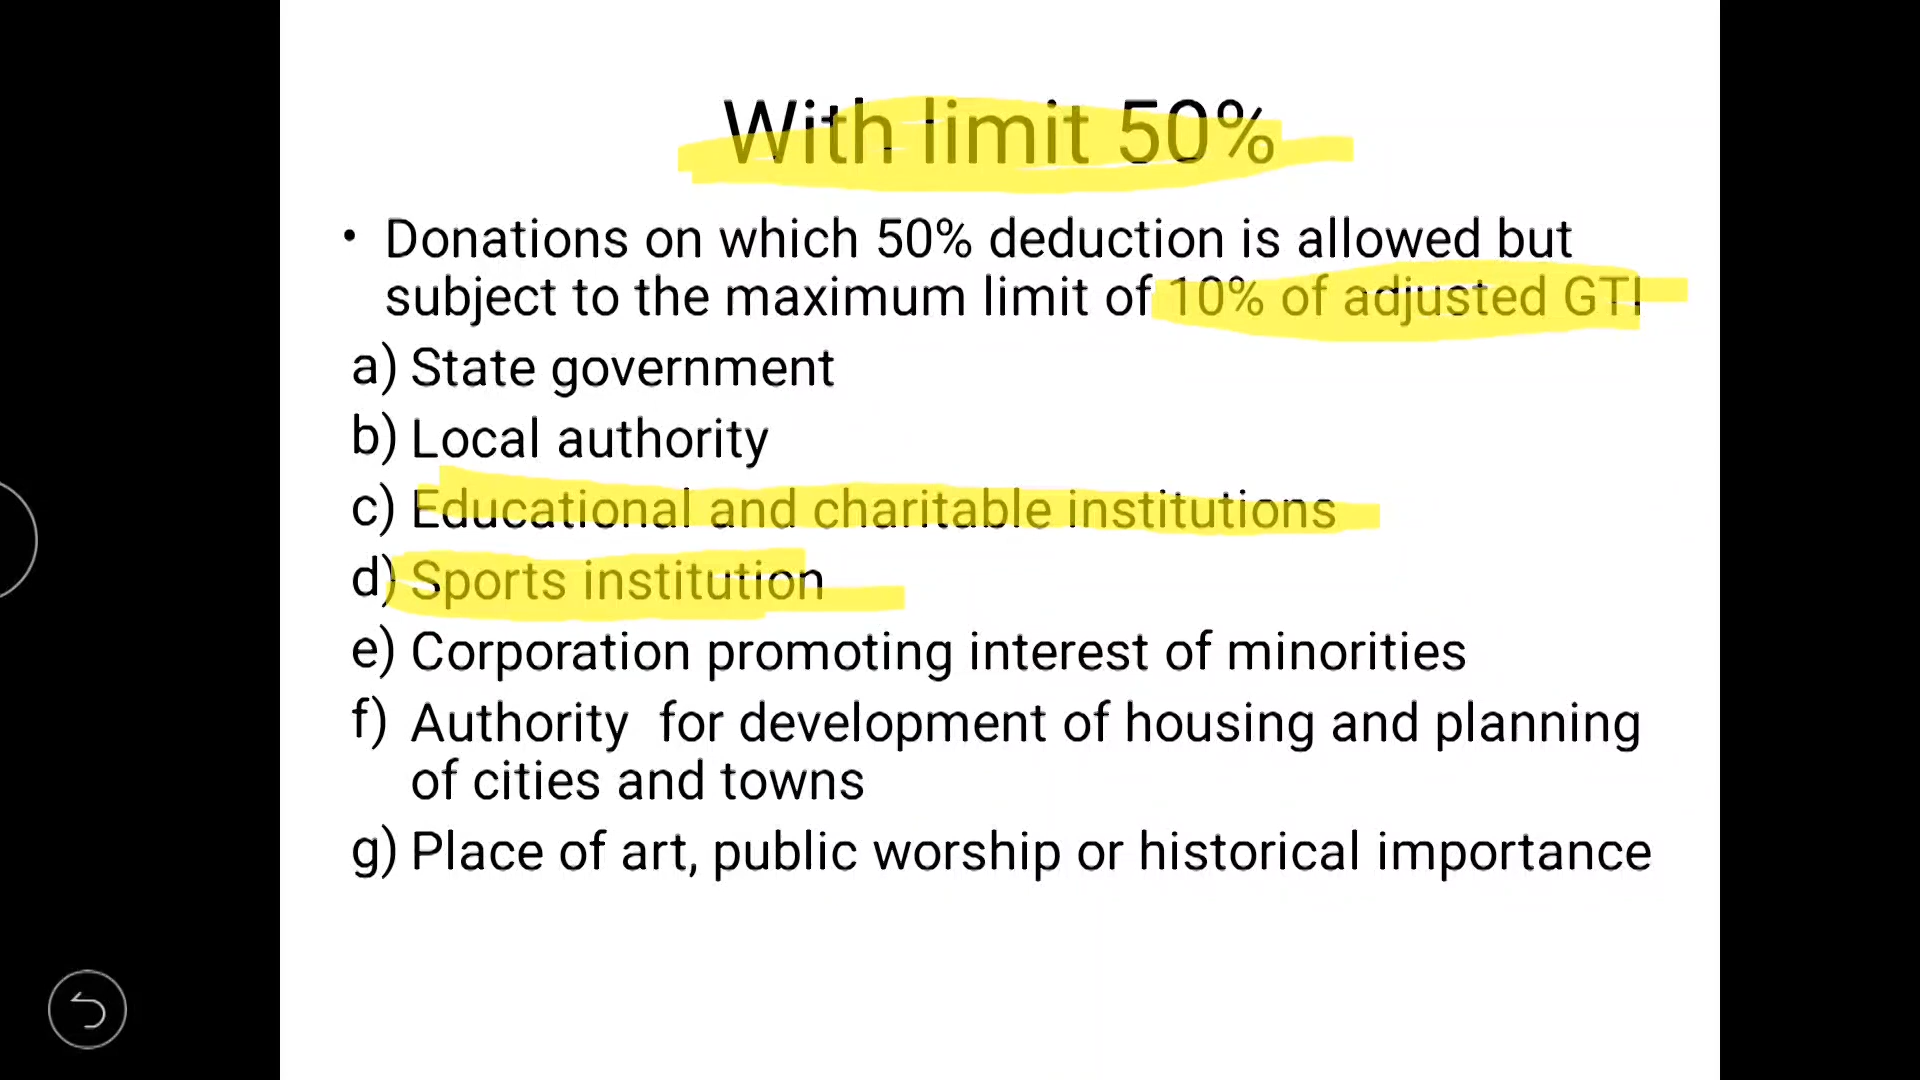 With limit 50%
• Donations on which 50% deduction is allowed but
subject to the maximum limit of 10% of adjusted GTI
a) State government
b) Local authority
c) Educational and charitable institutions
d) Sports institution
e) Corporation promoting interest of minorities
f) Authority for development of housing and planning
of cities and towns
g) Place of art, public worship or historical importance